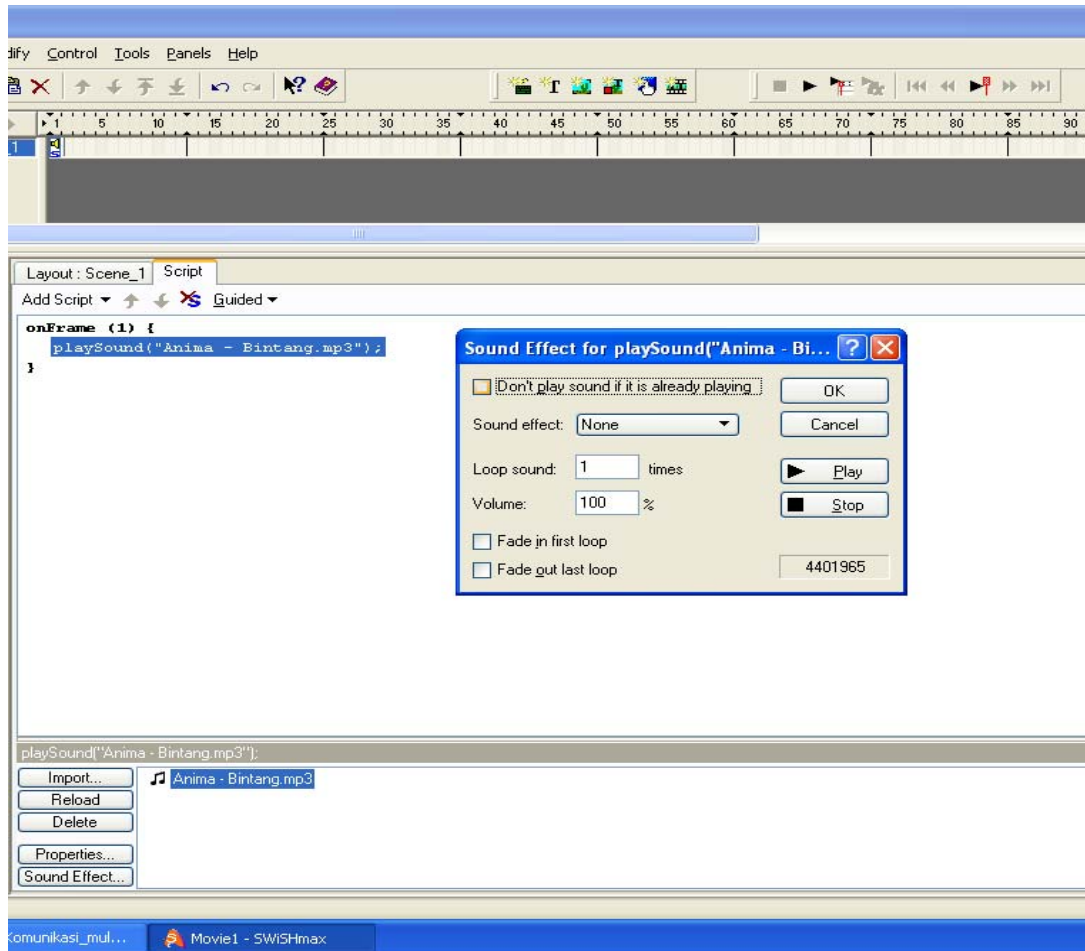 dify Control Tools Panels Help
1 5 10 15 20 25 30 35 40 45 50 55 60 65 70 75 80 85 90
_1
Layout : Scene_1 Script
Add Script Guided
onFrame (1) {
playSound("Anima - Bintang.mp3");
}
Sound Effect for playSound("Anima - Bi...
Don't play sound if it is already playing
OK
Sound effect: None
Cancel
Loop sound: 1 times
Play
Volume: 100 %
Stop
Fade in first loop
Fade out last loop
4401965
playSound("Anima - Bintang.mp3");
Import...
Anima - Bintang.mp3
Reload
Delete
Properties...
Sound Effect...
Komunikasi_mul... Movie1 - SWiSHmax